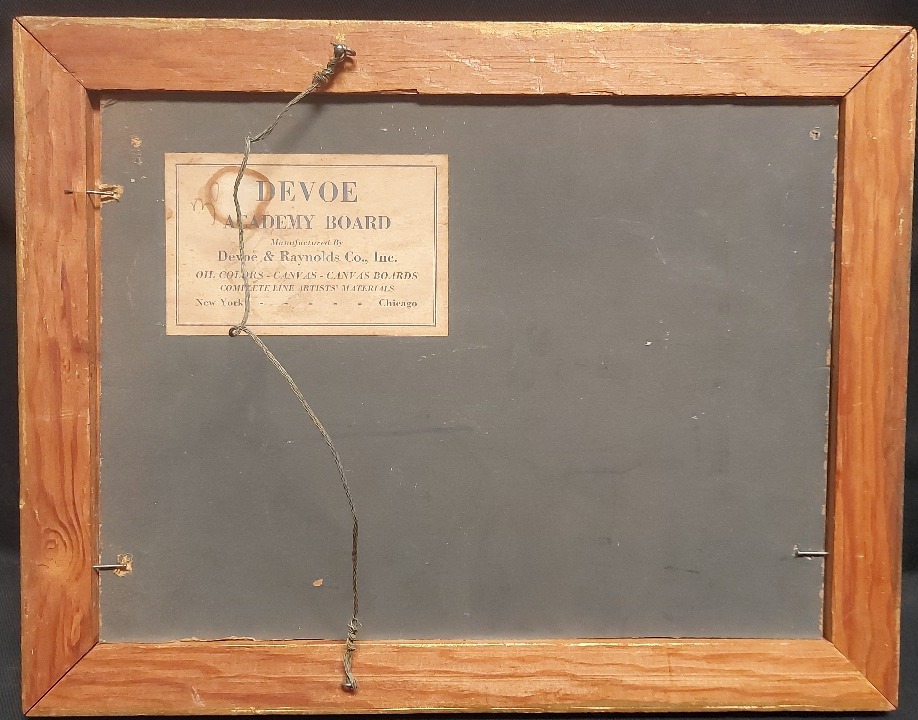 DEVOE
ACADEMY BOARD
Manufactured By
Devoe & Raynolds Co., Inc.
OIL COLORS - CANVAS - CANVAS BOARDS
COMPLETE LINE ARTISTS' MATERIALS
New York - - - - - Chicago